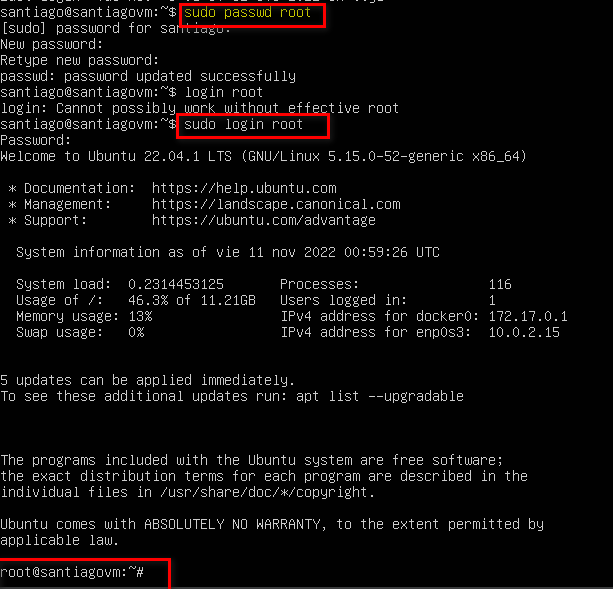 santiago@santiagovm:~$ sudo passwd root
[sudo] password for santiago:
New password:
Retype new password:
passwd: password updated successfully
santiago@santiagovm:~$ login root
login: Cannot possibly work without effective root
santiago@santiagovm:~$ sudo login root
Password:
Welcome to Ubuntu 22.04.1 LTS (GNU/Linux 5.15.0-52-generic x86_64)
* Documentation:  https://help.ubuntu.com
* Management:     https://landscape.canonical.com
* Support:        https://ubuntu.com/advantage
System information as of vie 11 nov 2022 00:59:26 UTC
System load:  0.2314453125      Processes:                116
Usage of /:   46.3% of 11.21GB  Users logged in:          1
Memory usage: 13%               IPv4 address for docker0: 172.17.0.1
Swap usage:   0%                IPv4 address for enp0s3:  10.0.2.15
5 updates can be applied immediately.
To see these additional updates run: apt list --upgradable
The programs included with the Ubuntu system are free software;
the exact distribution terms for each program are described in the
individual files in /usr/share/doc/*/copyright.
Ubuntu comes with ABSOLUTELY NO WARRANTY, to the extent permitted by
applicable law.
root@santiagovm:~#